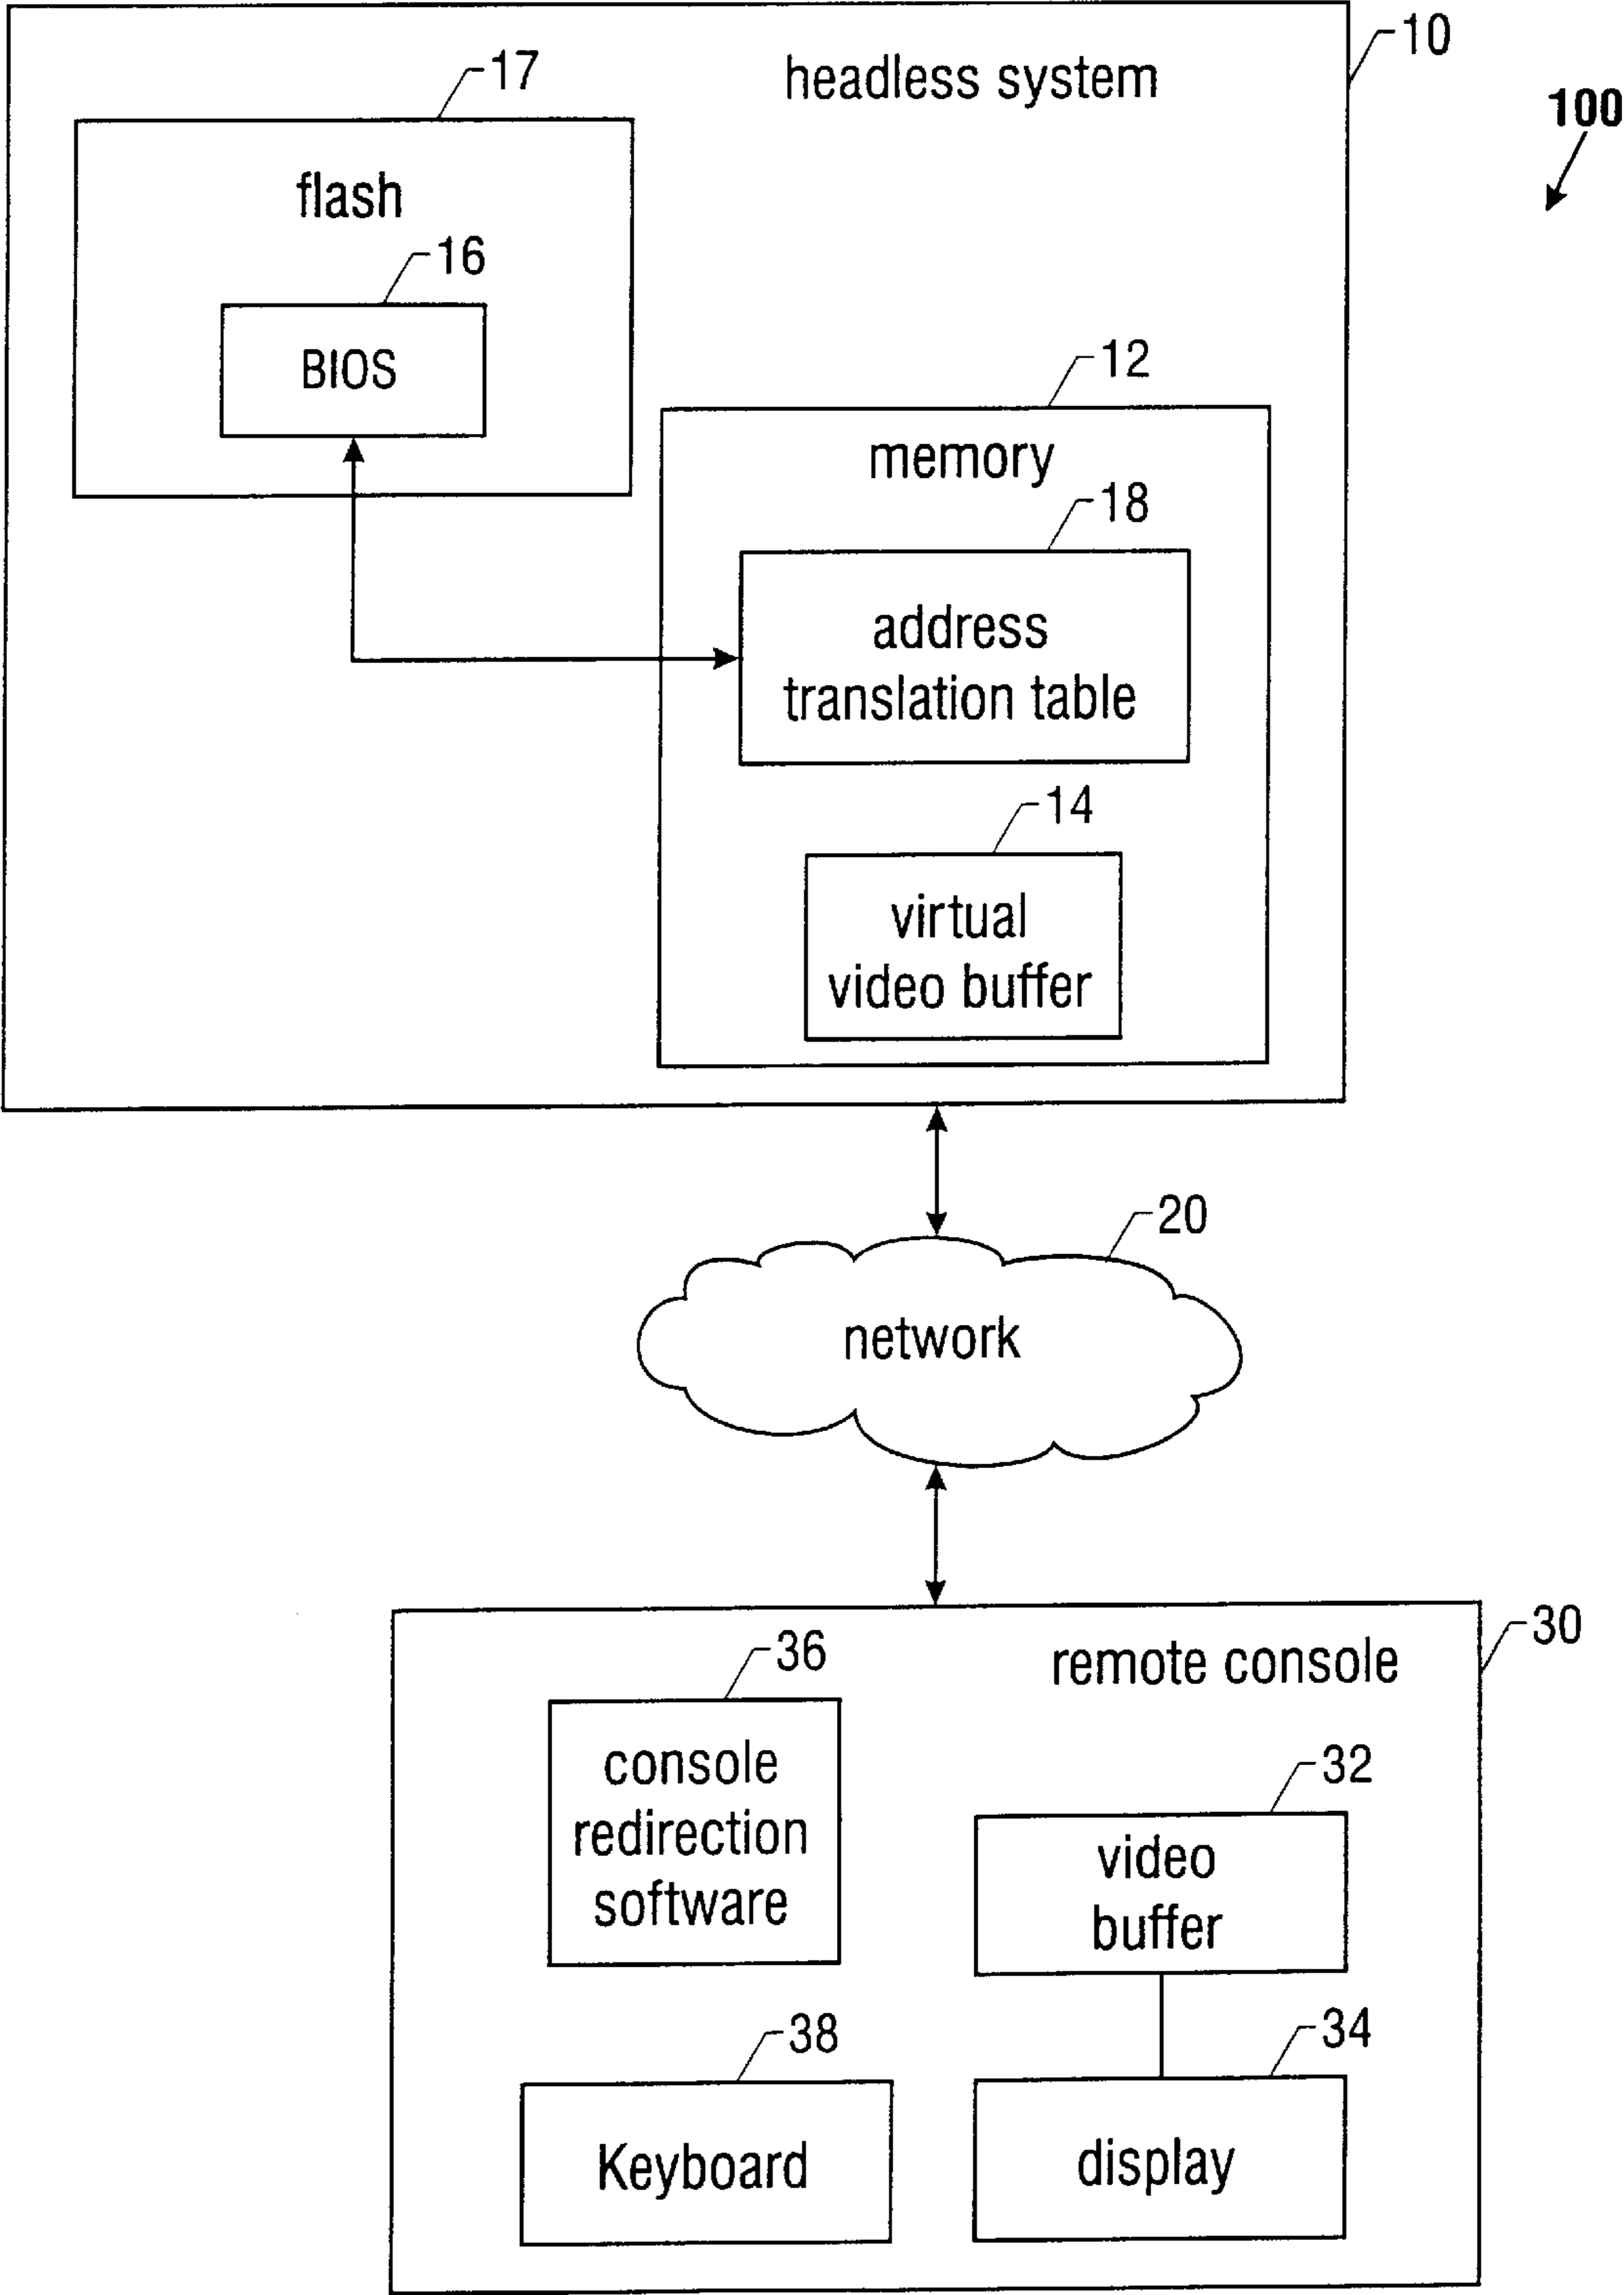 10
headless system
100
17
flash
16
BIOS
12
memory
18
address
translation table
14
virtual
video buffer
20
network
30
remote console
36
console
redirection
software
32
video
buffer
38
Keyboard
34
display